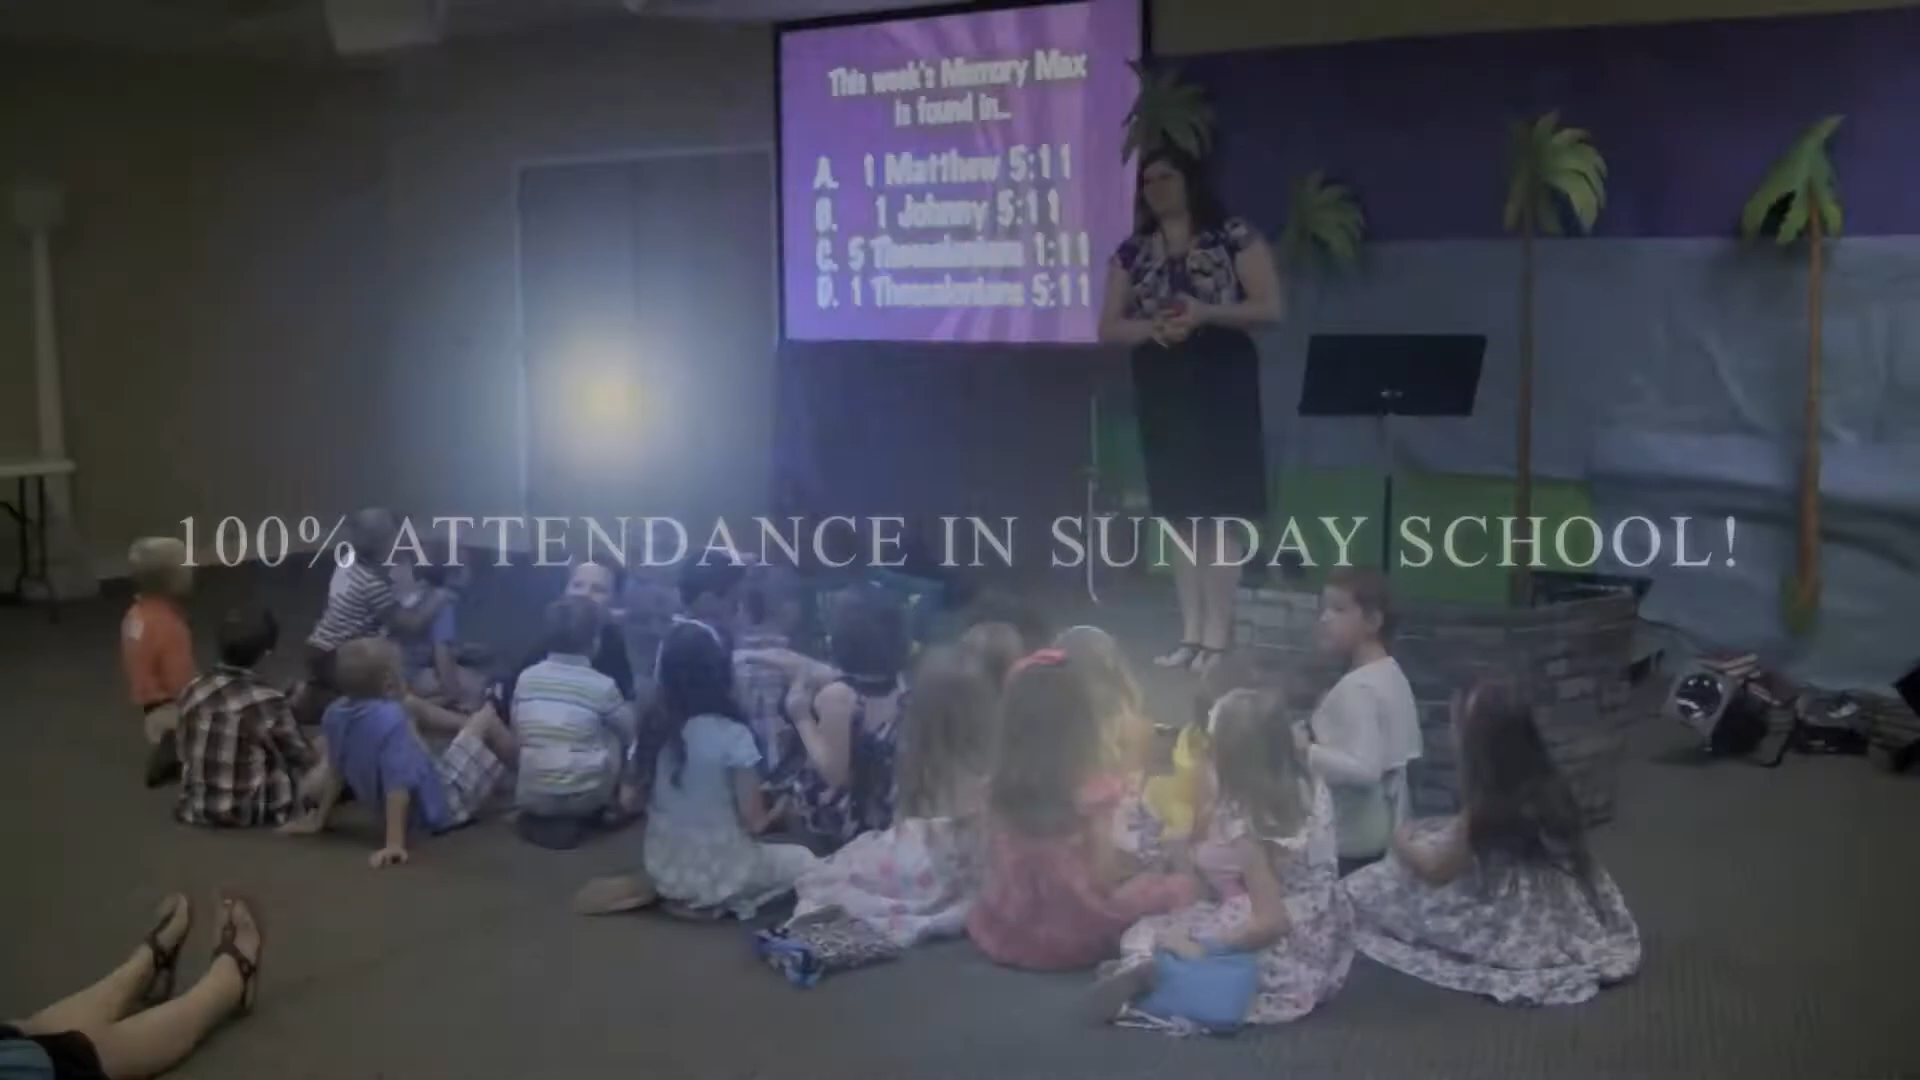 This week's Memory Max
is found in...
A. 1 Matthew 5:11
B. 1 Johnny 5:11
C. 5 Thessalonians 1:11
D. 1 Thessalonians 5:11
100% ATTENDANCE IN SUNDAY SCHOOL!